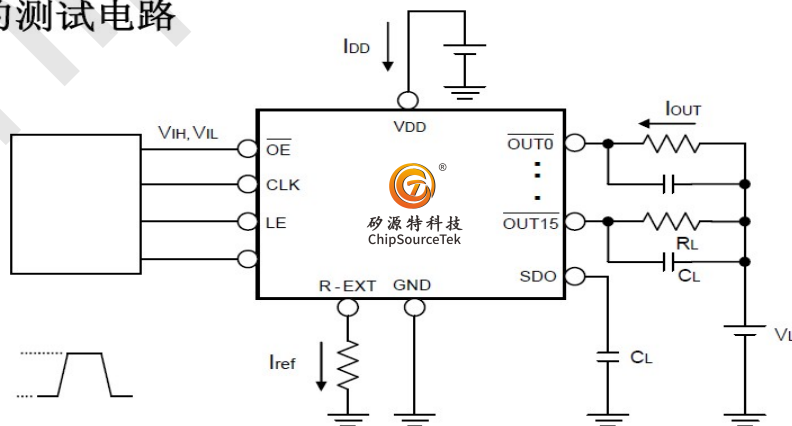 的测试电路
IDD
VDD
VIH, VIL
OE
CLK
LE
OUT0
OUT15
SDO
R-EXT
GND
®
矽源特科技
ChipSourceTek
IOUT
RL
CL
CL
VL
Iref